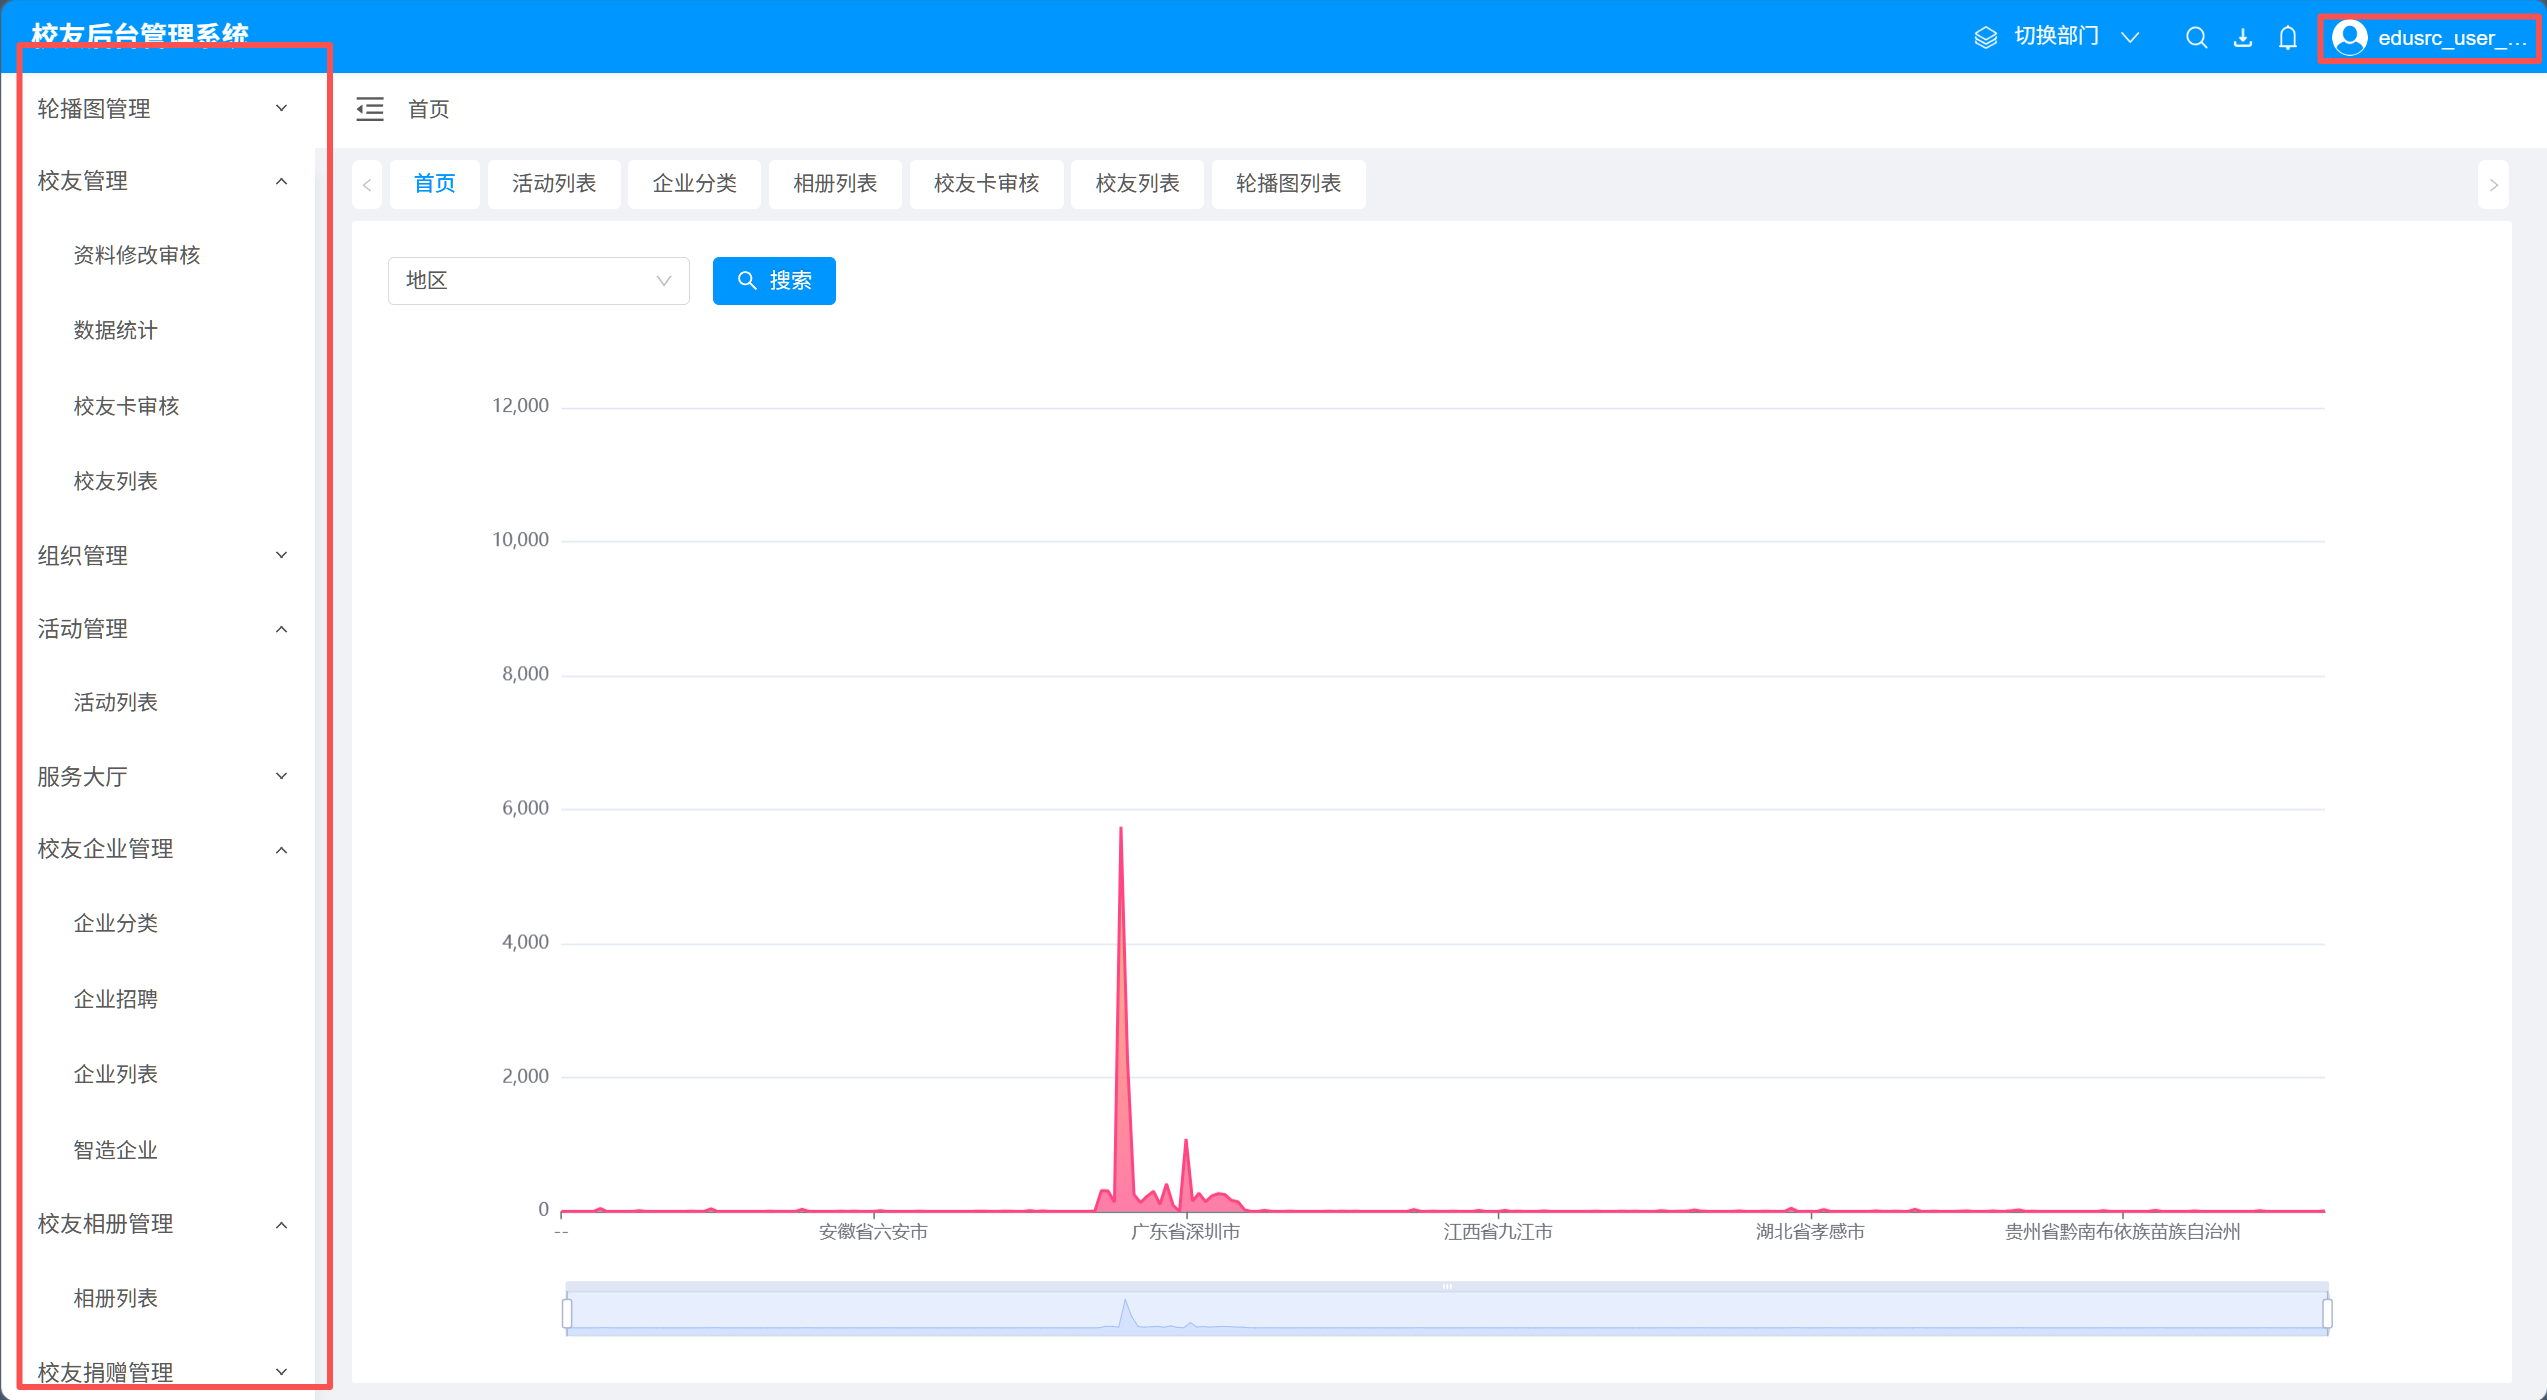 校友后台管理系统
切换部门
edusrc_user_...
轮播图管理
校友管理
资料修改审核
数据统计
校友卡审核
校友列表
组织管理
活动管理
活动列表
服务大厅
校友企业管理
企业分类
企业招聘
企业列表
智造企业
校友相册管理
相册列表
校友捐赠管理
首页
首页 活动列表 企业分类 相册列表 校友卡审核 校友列表 轮播图列表
地区 搜索
12,000
10,000
8,000
6,000
4,000
2,000
0
-- 安徽省六安市 广东省深圳市 江西省九江市 湖北省孝感市 贵州省黔南布依族苗族自治州